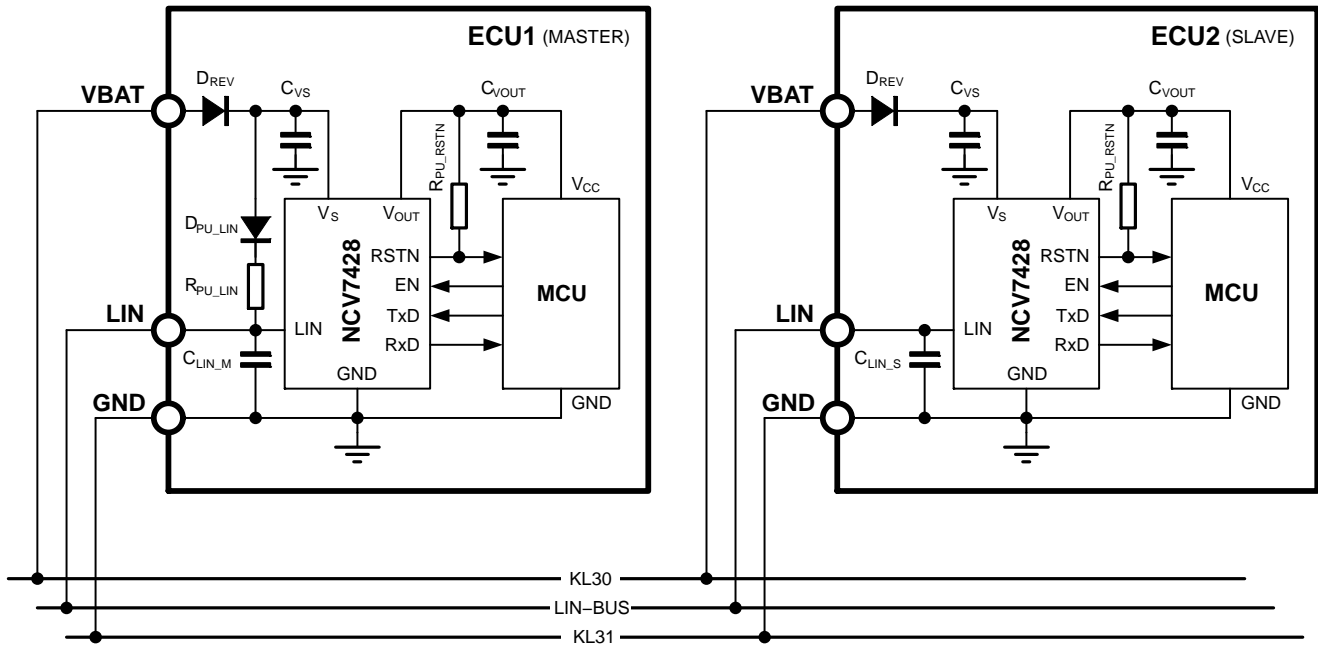 ECU1 (MASTER)
VBAT
DREV
CVS
CVOUT
RPU_RSTN
VCC
VS
VOUT
DPU_LIN
RPU_LIN
NCV7428
RSTN
EN
TxD
RxD
MCU
LIN
LIN
CLIN_M
GND
GND
GND
ECU2 (SLAVE)
VBAT
DREV
CVS
CVOUT
RPU_RSTN
VCC
VS
VOUT
NCV7428
RSTN
EN
TxD
RxD
MCU
LIN
LIN
CLIN_S
GND
GND
GND
KL30
LIN–BUS
KL31